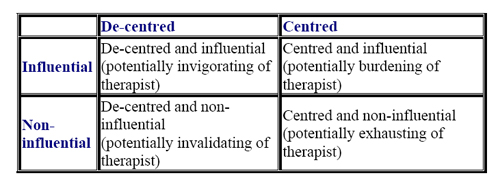 De-centred Centred
Influential
De-centred and influential
(potentially invigorating of
therapist)
Centred and influential
(potentially burdening of
therapist)
Non-
influential
De-centred and non-
influential
(potentially invalidating of
therapist)
Centred and non-influential
(potentially exhausting of
therapist)